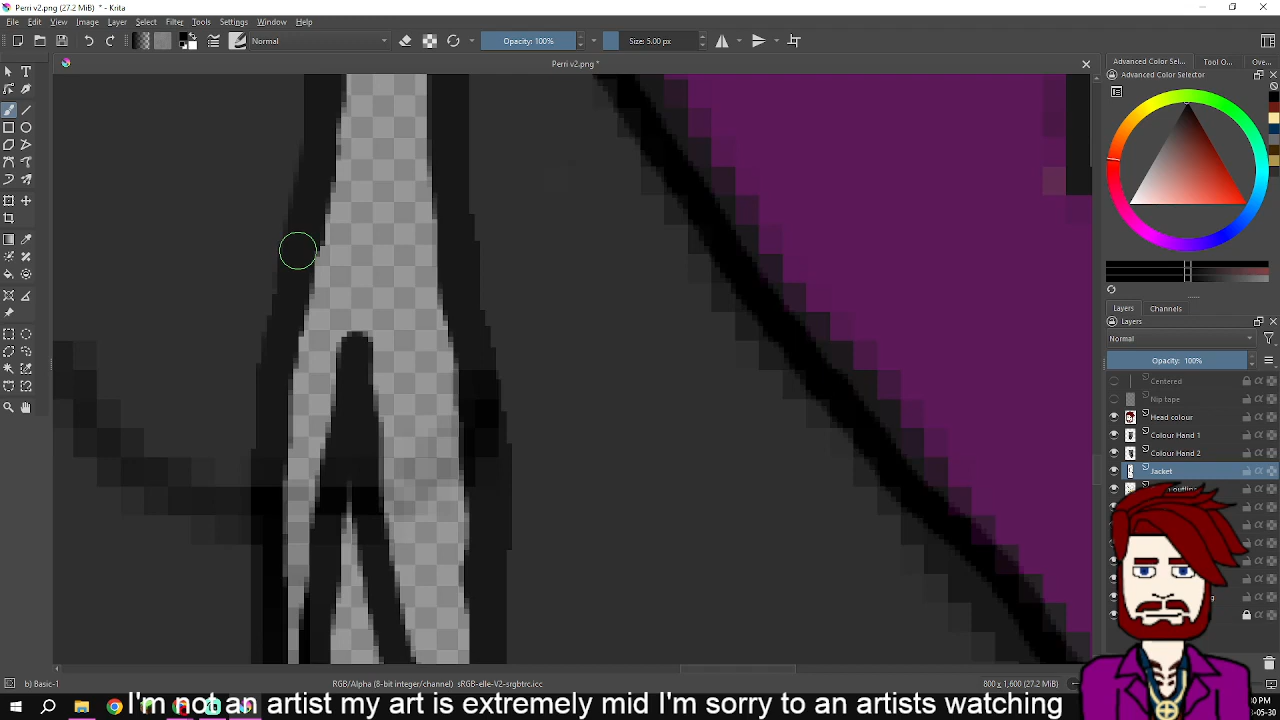 Perri v2.png (27.2 MiB) * - Krita
File Edit View Image Layer Select Filter Tools Settings Window Help
Normal
Opacity: 100%
Size: 5.00 px
Perri v2.png *
Advanced Color Sel... Tool O... Ove...
Advanced Color Selector
Layers Channels
Layers
Normal
Opacity: 100%
Centered
Nip tape
Head colour
Colour Hand 1
Colour Hand 2
Jacket
b) Basic-1
RGB/Alpha (8-bit integer/channel) sRGB-elle-V2-srgbtrc.icc
800 x 1,600 (27.2 MiB)
I'm not an artist my art is extremely mid I'm sorry to an artists watching